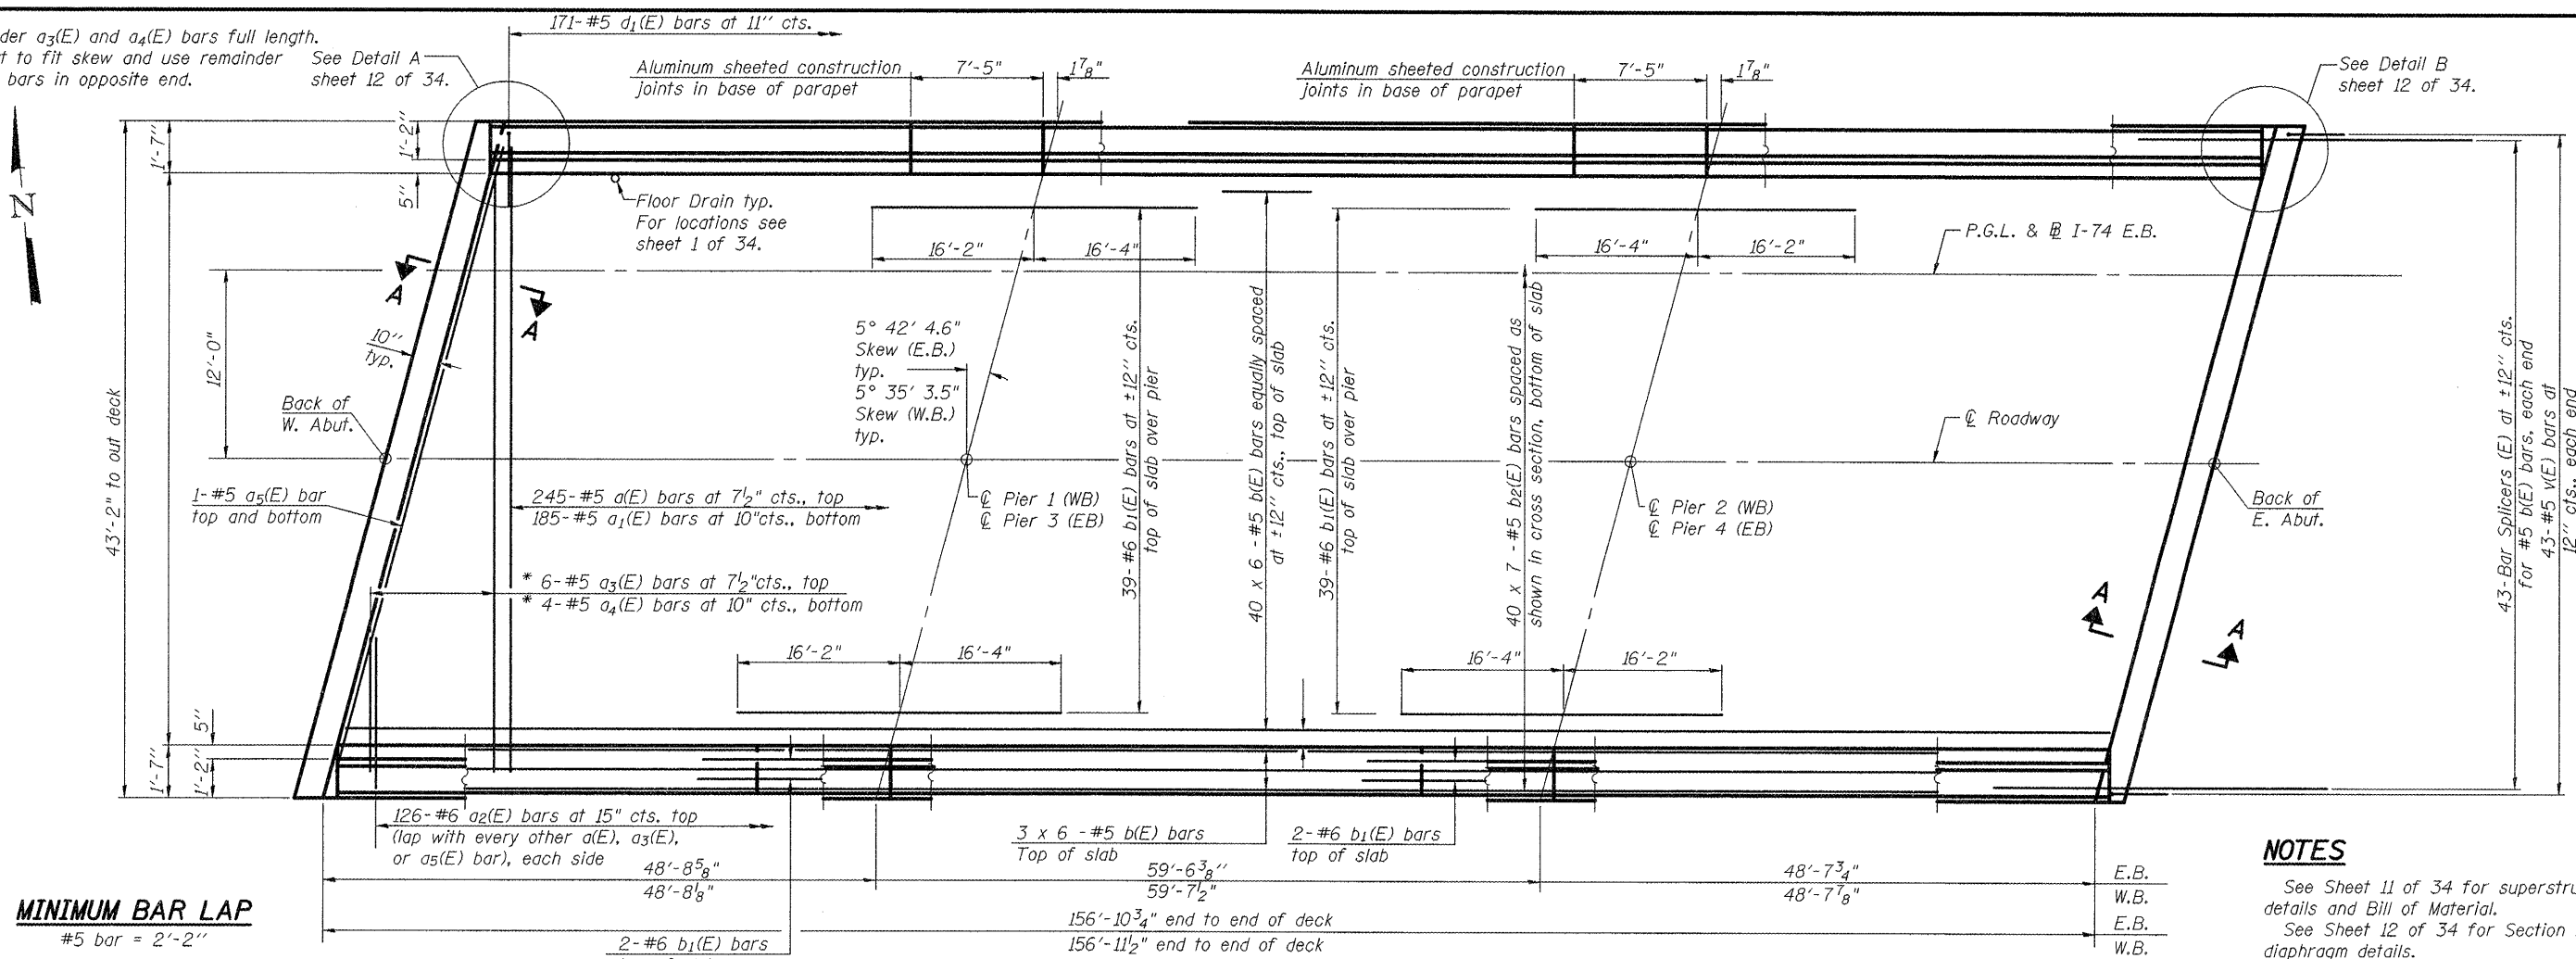 171-#5 d1(E) bars at 11" cts.
der a3(E) and a4(E) bars full length.
t to fit skew and use remainder
bars in opposite end.
See Detail A
sheet 12 of 34.
Aluminum sheeted construction
joints in base of parapet
7'-5"
1 7/8"
Aluminum sheeted construction
joints in base of parapet
7'-5"
1 7/8"
See Detail B
sheet 12 of 34.
N
1'-7"
1'-2"
5"
Floor Drain typ.
For locations see
sheet 1 of 34.
16'-2"
16'-4"
16'-4"
16'-2"
P.G.L. & B I-74 E.B.
A
A
10"
typ.
12'-0"
43'-2" to out deck
5° 42' 4.6"
Skew (E.B.)
typ.
5° 35' 3.5"
Skew (W.B.)
typ.
39-#6 b1(E) bars at ±12" cts.
top of slab over pier
40 x 6 -#5 b(E) bars equally spaced
at ±12" cts., top of slab
39-#6 b1(E) bars at ±12" cts.
top of slab over pier
40 x 7 -#5 b2(E) bars spaced as
shown in cross section, bottom of slab
43-Bar Splicers (E) at ±12" cts.
for #5 b(E) bars, each end
43-#5 v(E) bars at
12" cts., each end
Back of
W. Abut.
℄ Roadway
1-#5 a5(E) bar
top and bottom
245-#5 a(E) bars at 7 1/2" cts., top
185-#5 a1(E) bars at 10"cts., bottom
℄ Pier 1 (WB)
℄ Pier 3 (EB)
℄ Pier 2 (WB)
℄ Pier 4 (EB)
Back of
E. Abut.
* 6-#5 a3(E) bars at 7 1/2"cts., top
* 4-#5 a4(E) bars at 10" cts., bottom
A
A
16'-2"
16'-4"
16'-4"
16'-2"
5"
1'-7"
1'-2"
126-#6 a2(E) bars at 15" cts. top
(lap with every other a(E), a3(E),
or a5(E) bar), each side
3 x 6 -#5 b(E) bars
Top of slab
2-#6 b1(E) bars
top of slab
48'-8 5/8"
59'-6 3/8"
48'-7 3/4"
E.B.
48'-8 1/8"
59'-7 1/2"
48'-7 7/8"
W.B.
156'-10 3/4" end to end of deck
E.B.
156'-11 1/2" end to end of deck
W.B.
2-#6 b1(E) bars
MINIMUM BAR LAP
#5 bar = 2'-2"
NOTES
See Sheet 11 of 34 for superstru
details and Bill of Material.
See Sheet 12 of 34 for Section
diaphragm details.